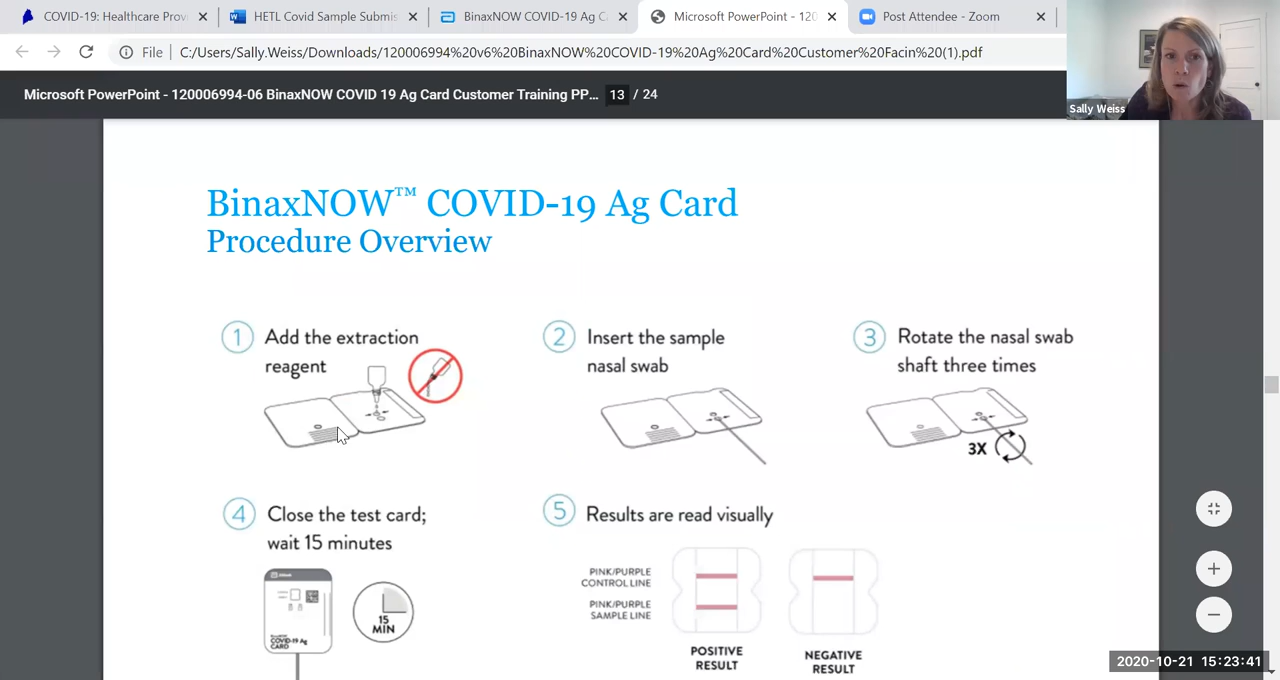 COVID-19: Healthcare Prov
HETL Covid Sample Submis
BinaxNOW COVID-19 Ag C
Microsoft PowerPoint - 120
Post Attendee - Zoom
File
C:/Users/Sally.Weiss/Downloads/120006994%20v6%20BinaxNOW%20COVID-19%20Ag%20Card%20Customer%20Facin%20(1).pdf
Microsoft PowerPoint - 120006994-06 BinaxNOW COVID 19 Ag Card Customer Training PP... 13 / 24
Sally Weiss
BinaxNOW™ COVID-19 Ag Card
Procedure Overview
1 Add the extraction
reagent
2 Insert the sample
nasal swab
3 Rotate the nasal swab
shaft three times
3X
4 Close the test card;
wait 15 minutes
COVID-19 Ag
CARD
15
MIN
5 Results are read visually
PINK/PURPLE
CONTROL LINE
PINK/PURPLE
SAMPLE LINE
POSITIVE
RESULT
NEGATIVE
RESULT
2020-10-21 15:23:41